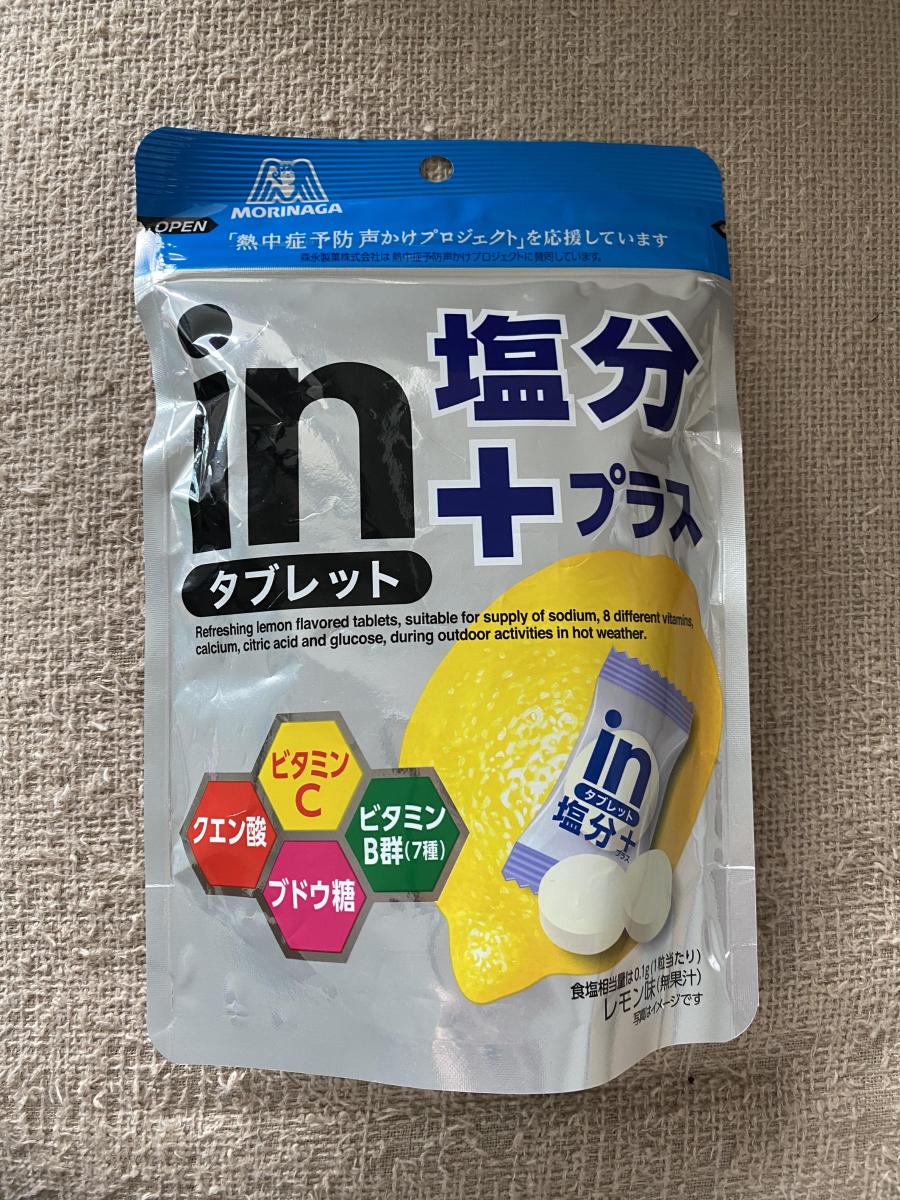 MORINAGA
OPEN
「熱中症予防 声かけプロジェクト」を応援しています
森永製菓株式会社は 熱中症予防声かけプロジェクトに賛同しています。
in
タブレット
塩分
+プラス
Refreshing lemon flavored tablets, suitable for supply of sodium, 8 different vitamins,
calcium, citric acid and glucose, during outdoor activities in hot weather.
ビタミン
C
クエン酸
ビタミン
B群(7種)
ブドウ糖
in
タブレット
塩分+
プラス
食塩相当量は0.1g(1粒当たり)
レモン味(無果汁)
写真はイメージです